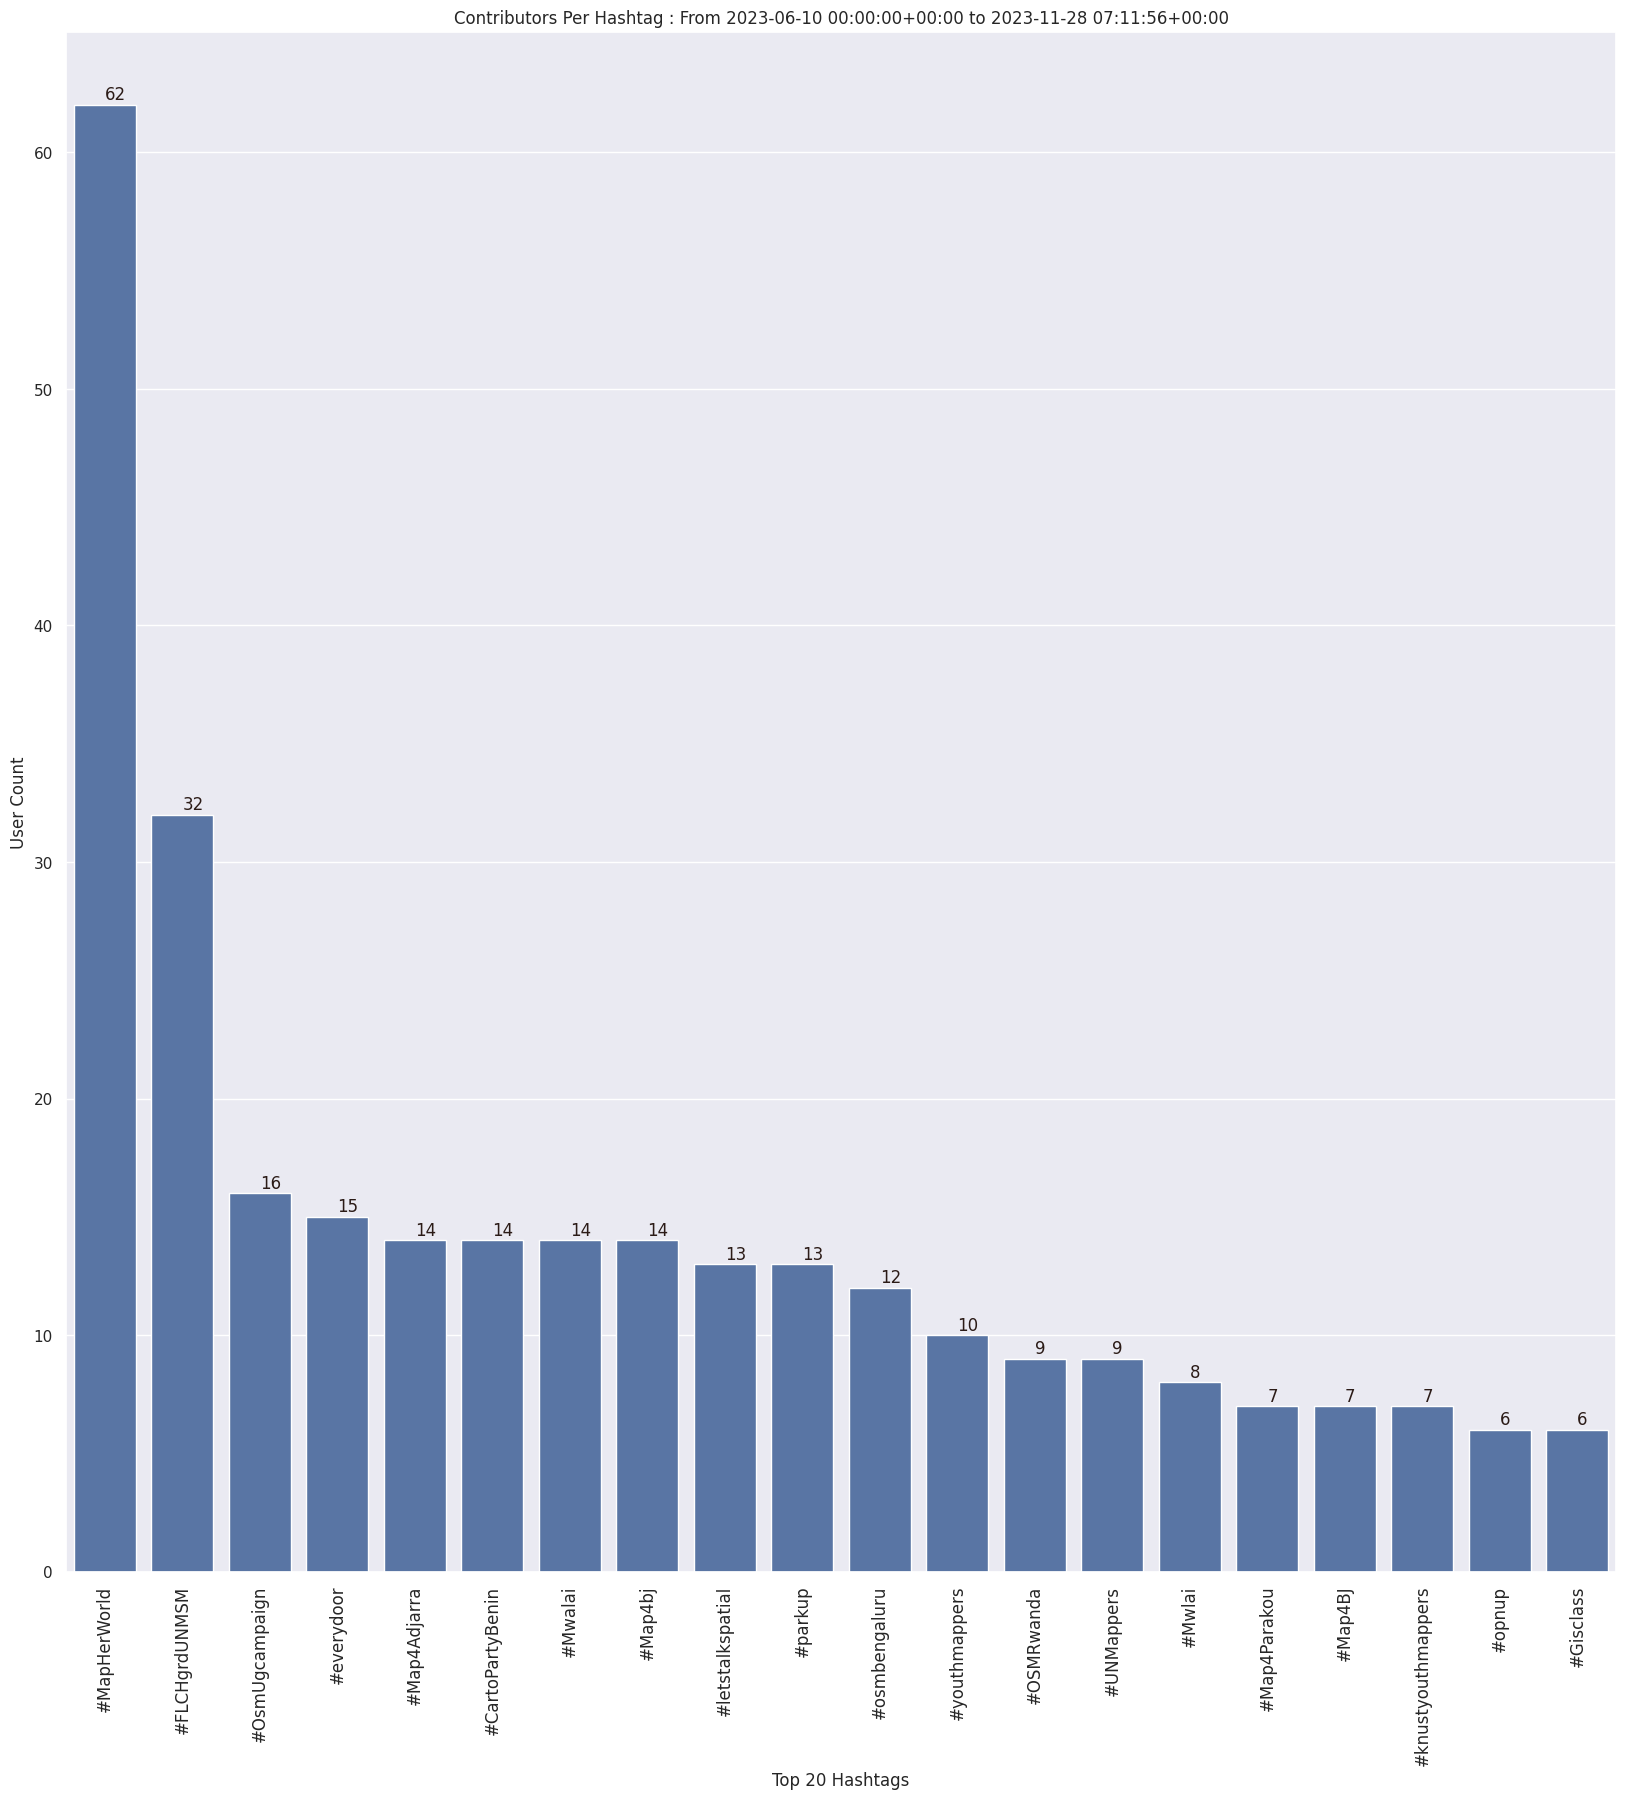 Contributors Per Hashtag : From 2023-06-10 00:00:00+00:00 to 2023-11-28 07:11:56+00:00
User Count
60
50
40
30
20
10
0
62
32
16
15
14
14
14
14
13
13
12
10
9
9
8
7
7
7
6
6
#MapHerWorld
#FLCHgrdUNMSM
#OsmUgcampaign
#everydoor
#Map4Adjarra
#CartoPartyBenin
#Mwalai
#Map4bj
#letstalkspatial
#parkup
#osmbengaluru
#youthmappers
#OSMRwanda
#UNMappers
#Mwlai
#Map4Parakou
#Map4BJ
#knustyouthmappers
#opnup
#Gisclass
Top 20 Hashtags